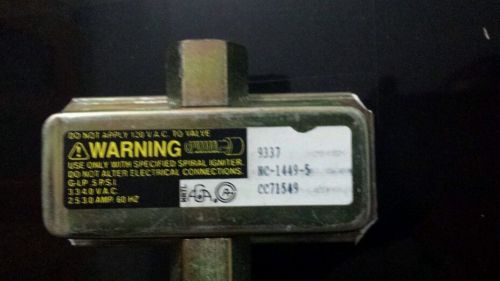 DO NOT APPLY 120 V.A.C. TO VALVE
WARNING
USE ONLY WITH SPECIFIED SPIRAL IGNITER.
DO NOT ALTER ELECTRICAL CONNECTIONS.
G-LP .5 P.S.I.
3.3-4.0 V.A.C.
2.5-3.0 AMP. 60 HZ
9337
NC-1449-5
CC71549